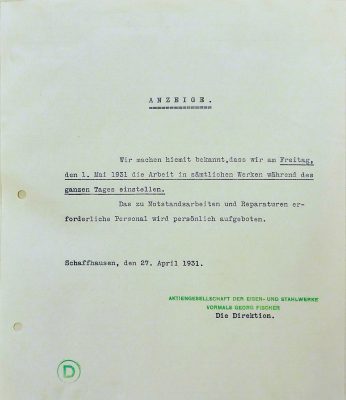 ANZEIGE.
Wir machen hiemit bekannt,dass wir am Freitag,
den 1. Mai 1931 die Arbeit in sämtlichen Werken während des
ganzen Tages einstellen.
Das zu Notstandsarbeiten und Reparaturen er-
forderliche Personal wird persönlich aufgeboten.
Schaffhausen, den 27. April 1931.
AKTIENGESELLSCHAFT DER EISEN- UND STAHLWERKE
VORMALS GEORG FISCHER
Die Direktion.
D